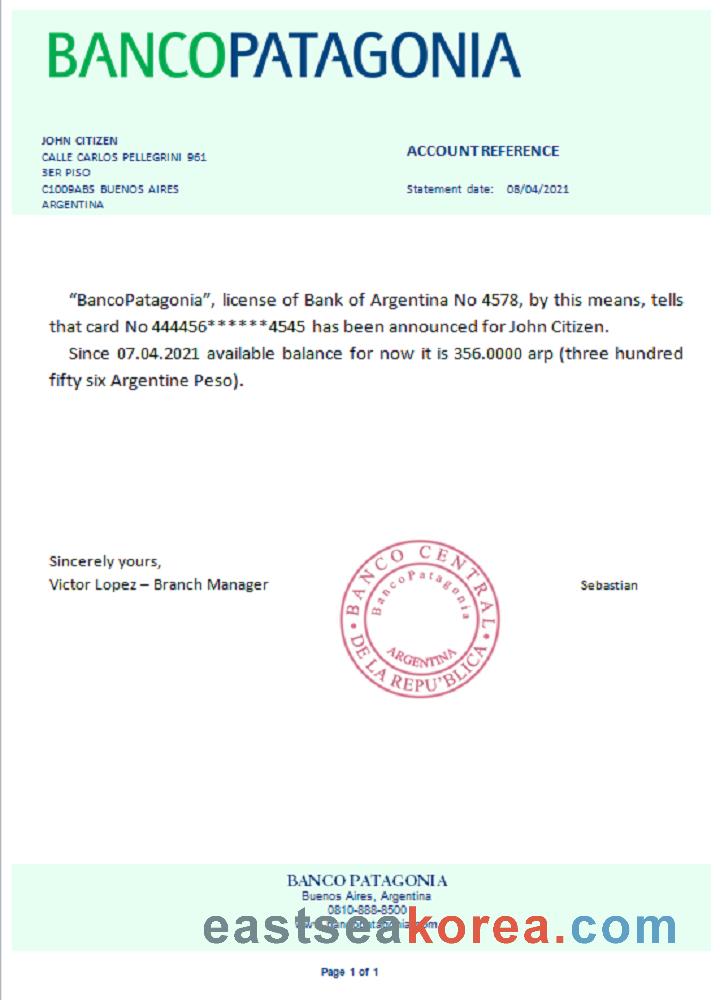 BANCOPATAGONIA
JOHN CITIZEN
CALLE CARLOS PELLEGRINI 961
3ER PISO
C1009ABS BUENOS AIRES
ARGENTINA
ACCOUNT REFERENCE
Statement date: 08/04/2021
“BancoPatagonia”, license of Bank of Argentina No 4578, by this means, tells
that card No 444456******4545 has been announced for John Citizen.
Since 07.04.2021 available balance for now it is 356.0000 arp (three hundred
fifty six Argentine Peso).
Sincerely yours,
Victor Lopez – Branch Manager
BANCO CENTRAL
BancoPatagonia
ARGENTINA
DE LA REPU'BLICA
Sebastian
BANCO PATAGONIA
Buenos Aires, Argentina
0810-888-8500
eastseakorea.com
Page 1 of 1